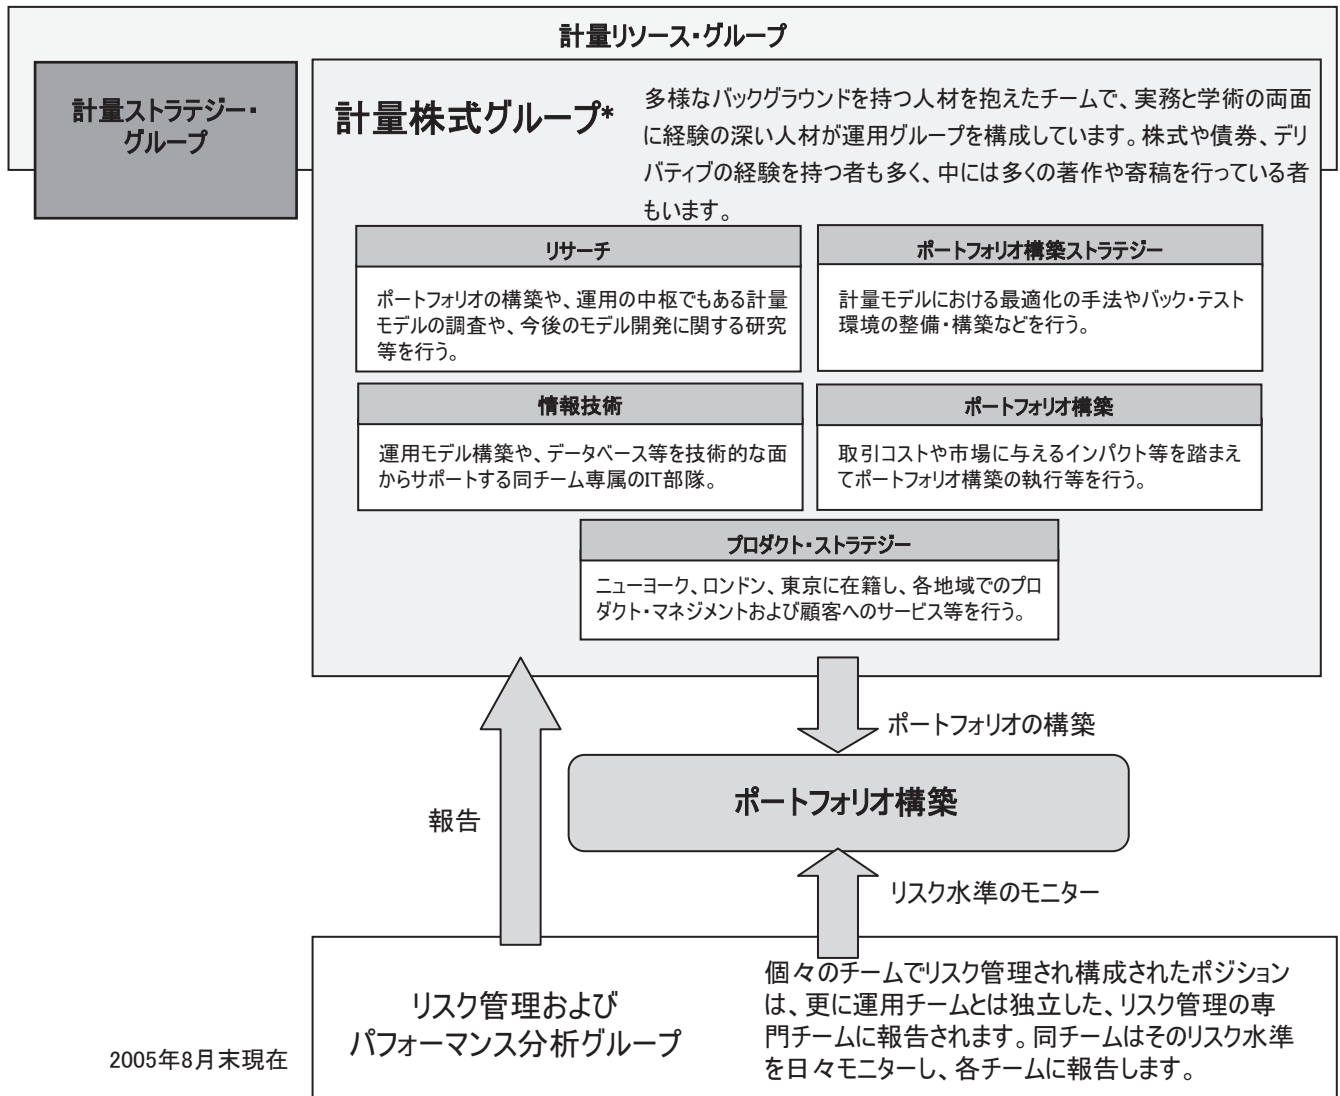 計量リソース・グループ
計量ストラテジー・
グループ
計量株式グループ*
多様なバックグラウンドを持つ人材を抱えたチームで、実務と学術の両面
に経験の深い人材が運用グループを構成しています。株式や債券、デリ
バティブの経験を持つ者も多く、中には多くの著作や寄稿を行っている者
もいます。
リサーチ
ポートフォリオの構築や、運用の中枢でもある計量
モデルの調査や、今後のモデル開発に関する研究
等を行う。
ポートフォリオ構築ストラテジー
計量モデルにおける最適化の手法やバック・テスト
環境の整備・構築などを行う。
情報技術
運用モデル構築や、データベース等を技術的な面
からサポートする同チーム専属のIT部隊。
ポートフォリオ構築
取引コストや市場に与えるインパクト等を踏まえ
てポートフォリオ構築の執行等を行う。
プロダクト・ストラテジー
ニューヨーク、ロンドン、東京に在籍し、各地域でのプロ
ダクト・マネジメントおよび顧客へのサービス等を行う。
ポートフォリオの構築
ポートフォリオ構築
報告
リスク水準のモニター
リスク管理および
パフォーマンス分析グループ
個々のチームでリスク管理され構成されたポジション
は、更に運用チームとは独立した、リスク管理の専
門チームに報告されます。同チームはそのリスク水準
を日々モニターし、各チームに報告します。
2005年8月末現在